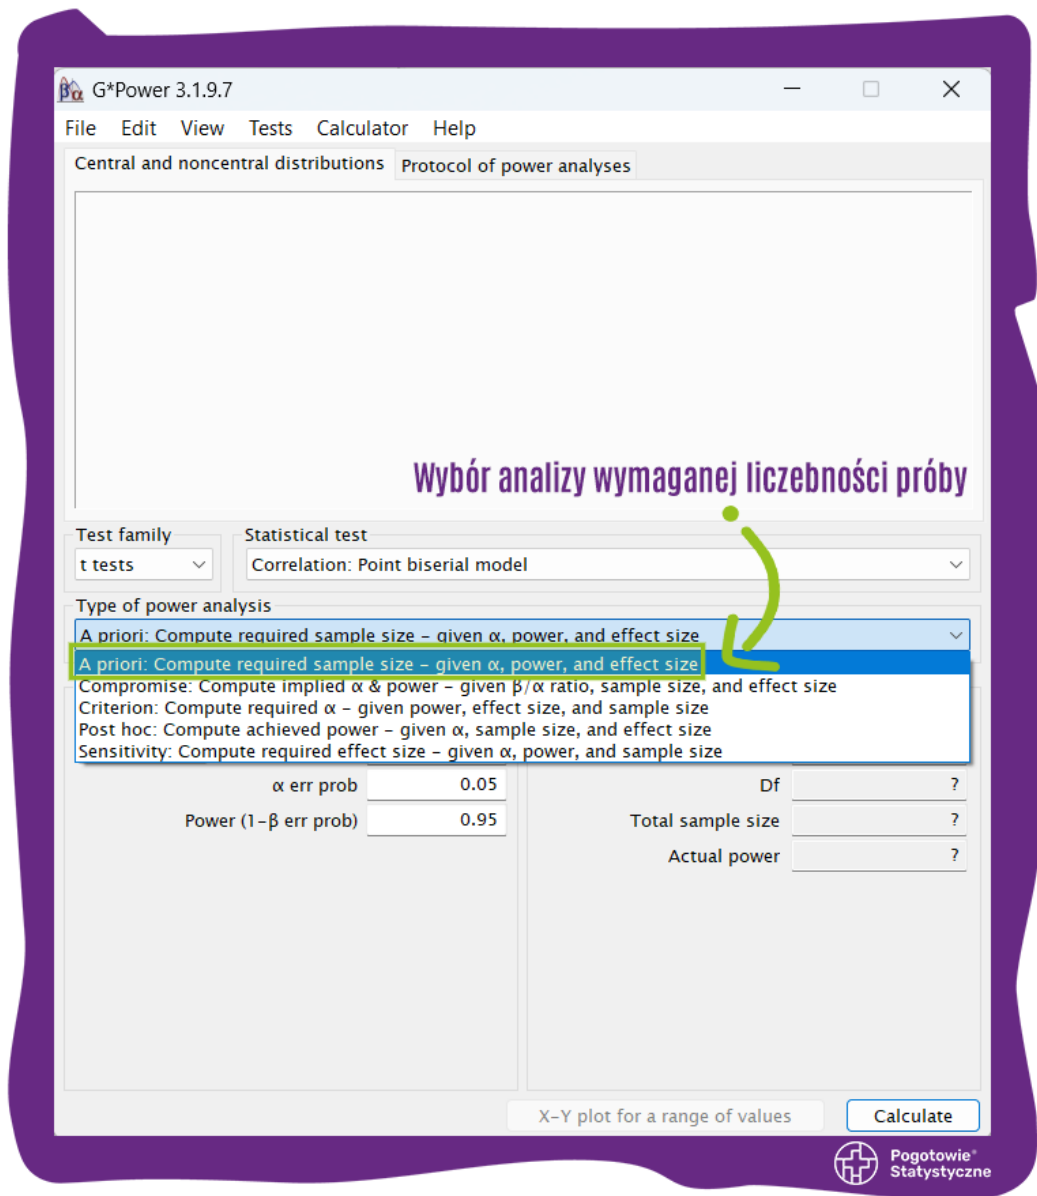 G*Power 3.1.9.7
File Edit View Tests Calculator Help
Central and noncentral distributions Protocol of power analyses
Wybór analizy wymaganej liczebności próby
Test family Statistical test
t tests Correlation: Point biserial model
Type of power analysis
A priori: Compute required sample size – given α, power, and effect size
A priori: Compute required sample size – given α, power, and effect size
Compromise: Compute implied α & power – given β/α ratio, sample size, and effect size
Criterion: Compute required α – given power, effect size, and sample size
Post hoc: Compute achieved power – given α, sample size, and effect size
Sensitivity: Compute required effect size – given α, power, and sample size
α err prob 0.05 Df ?
Power (1–β err prob) 0.95 Total sample size ?
Actual power ?
X–Y plot for a range of values Calculate
Pogotowie®
Statystyczne